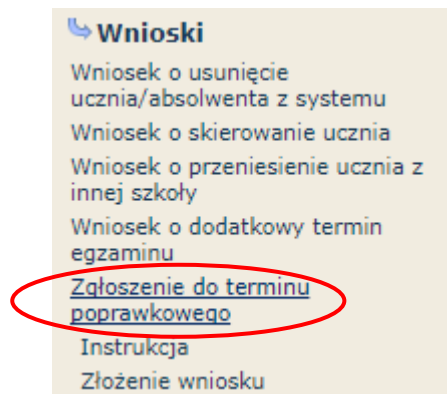 Wnioski
Wniosek o usunięcie
ucznia/absolwenta z systemu
Wniosek o skierowanie ucznia
Wniosek o przeniesienie ucznia z
innej szkoły
Wniosek o dodatkowy termin
egzaminu
Zgłoszenie do terminu
poprawkowego
Instrukcja
Złożenie wniosku